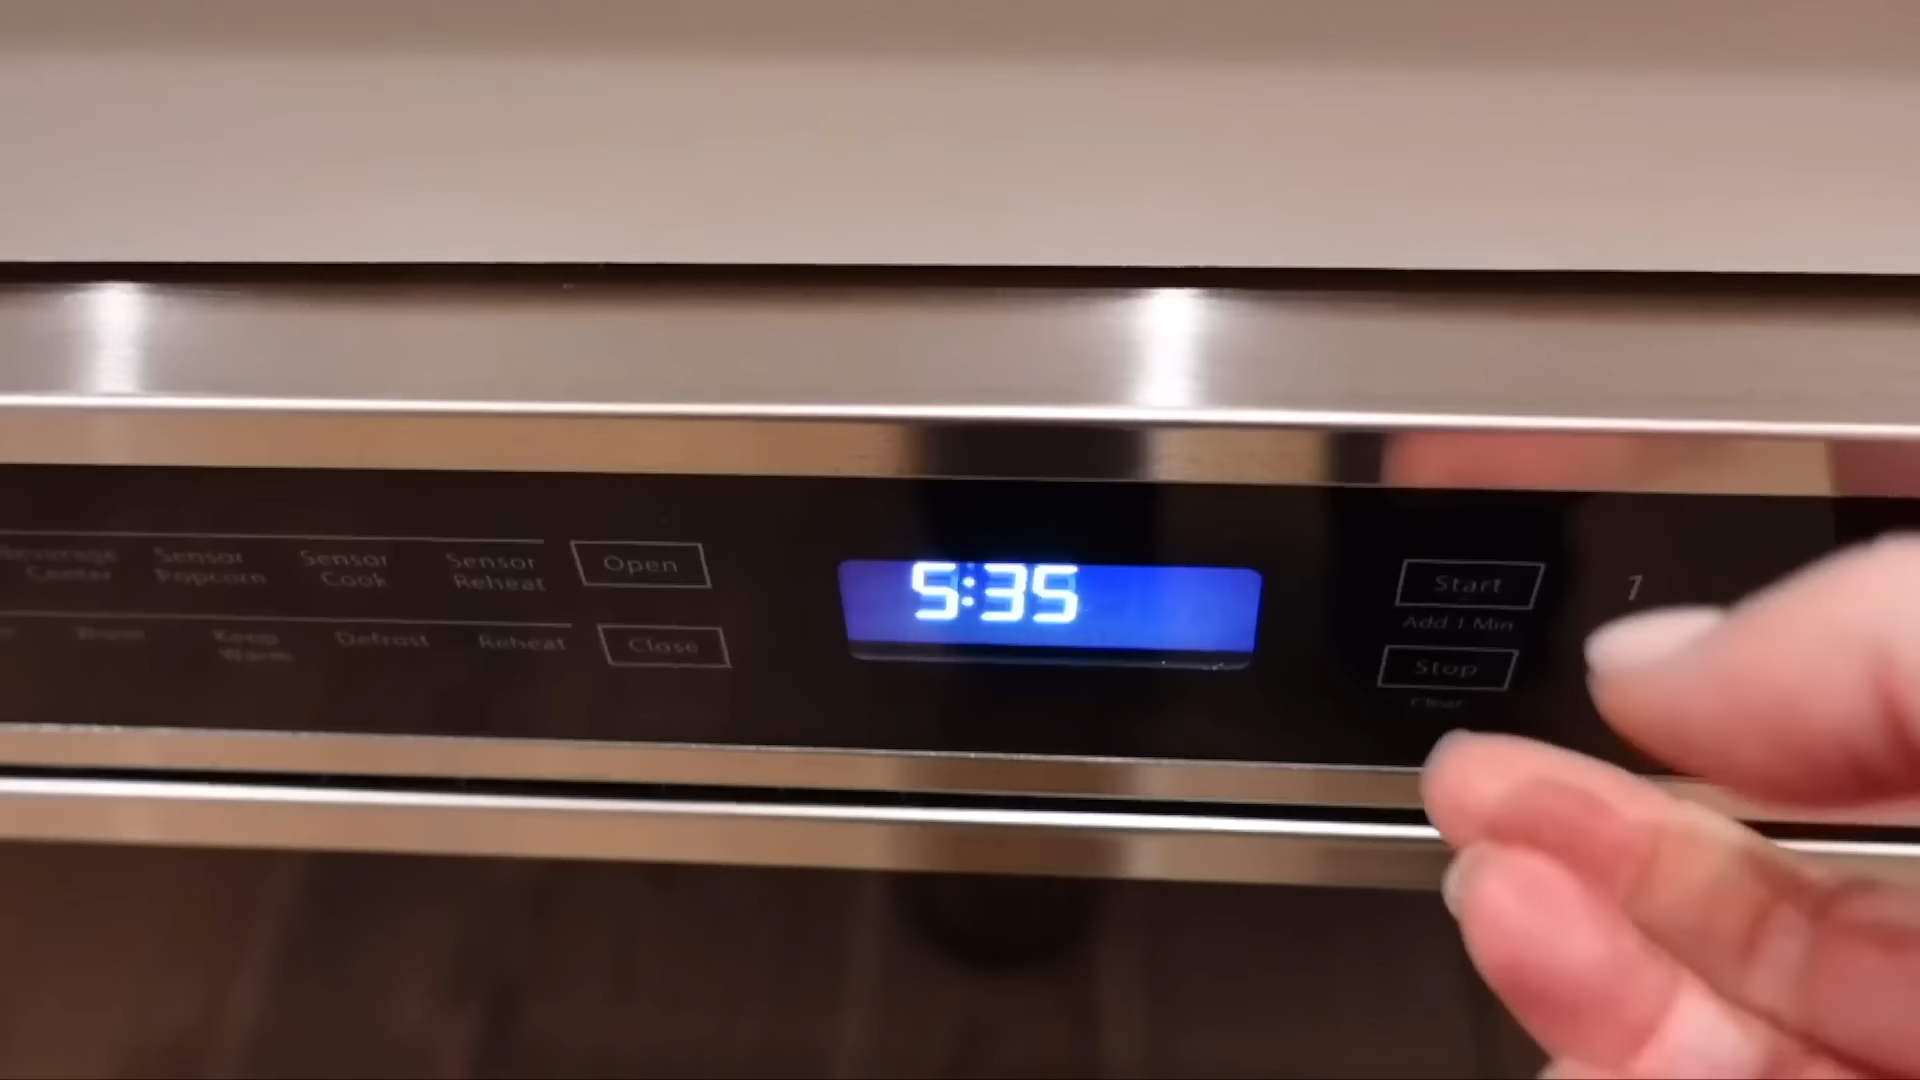 Beverage
Center
Sensor
Popcorn
Sensor
Cook
Sensor
Reheat
Open
5:35
Start
Add 1 Min
1
Keep
Warm
Defrost
Reheat
Close
Stop
Clear